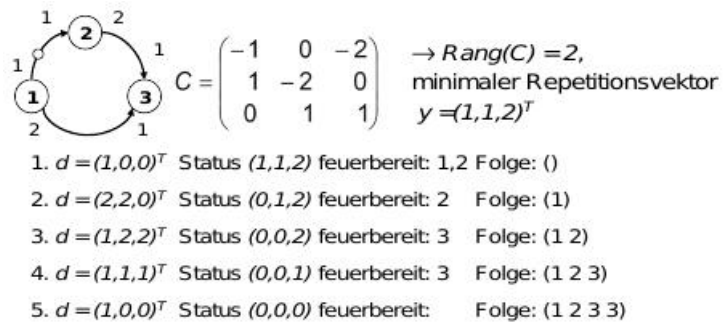 1 2
2
1
1
1 3
2 1
C = (−1 0 −2
1 −2 0
0 1 1)
→ Rang(C) = 2,
minimaler Repetitionsvektor
y =(1,1,2)ᵀ
1. d = (1,0,0)ᵀ Status (1,1,2) feuerbereit: 1,2 Folge: ()
2. d = (2,2,0)ᵀ Status (0,1,2) feuerbereit: 2 Folge: (1)
3. d = (1,2,2)ᵀ Status (0,0,2) feuerbereit: 3 Folge: (1 2)
4. d = (1,1,1)ᵀ Status (0,0,1) feuerbereit: 3 Folge: (1 2 3)
5. d = (1,0,0)ᵀ Status (0,0,0) feuerbereit: Folge: (1 2 3 3)